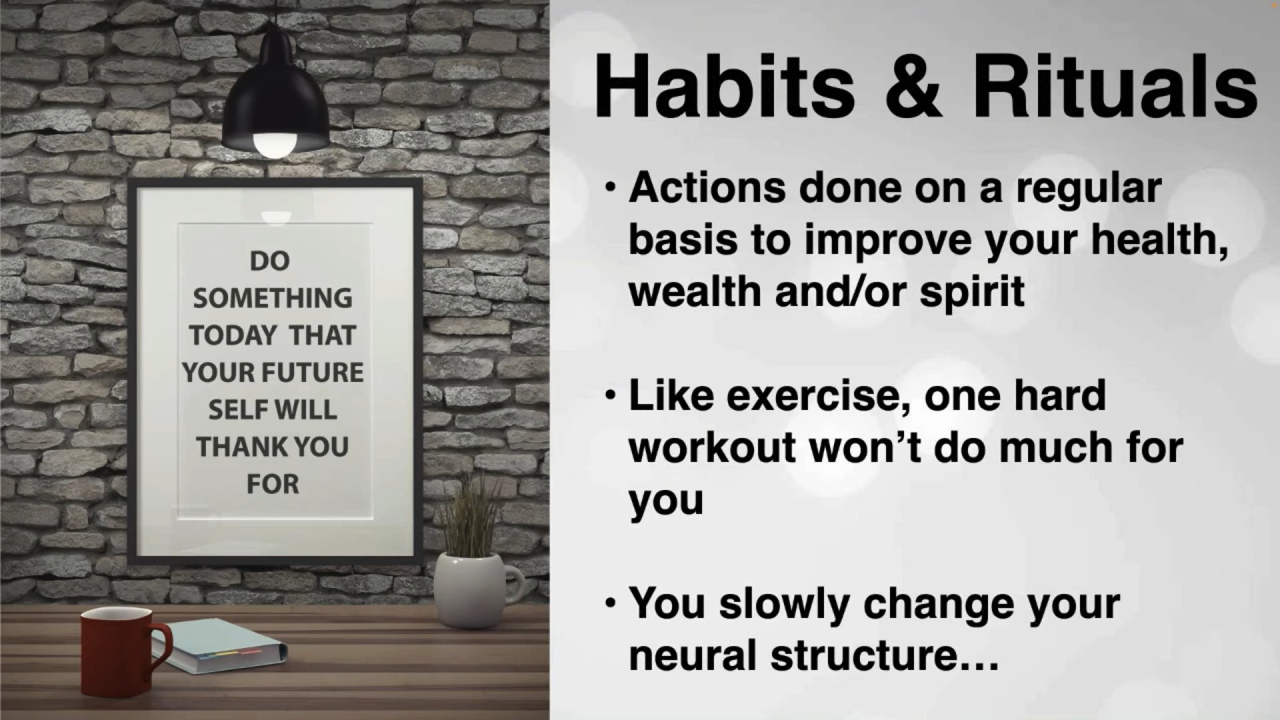 DO
SOMETHING
TODAY THAT
YOUR FUTURE
SELF WILL
THANK YOU
FOR
Habits & Rituals
• Actions done on a regular
basis to improve your health,
wealth and/or spirit
• Like exercise, one hard
workout won’t do much for
you
• You slowly change your
neural structure…